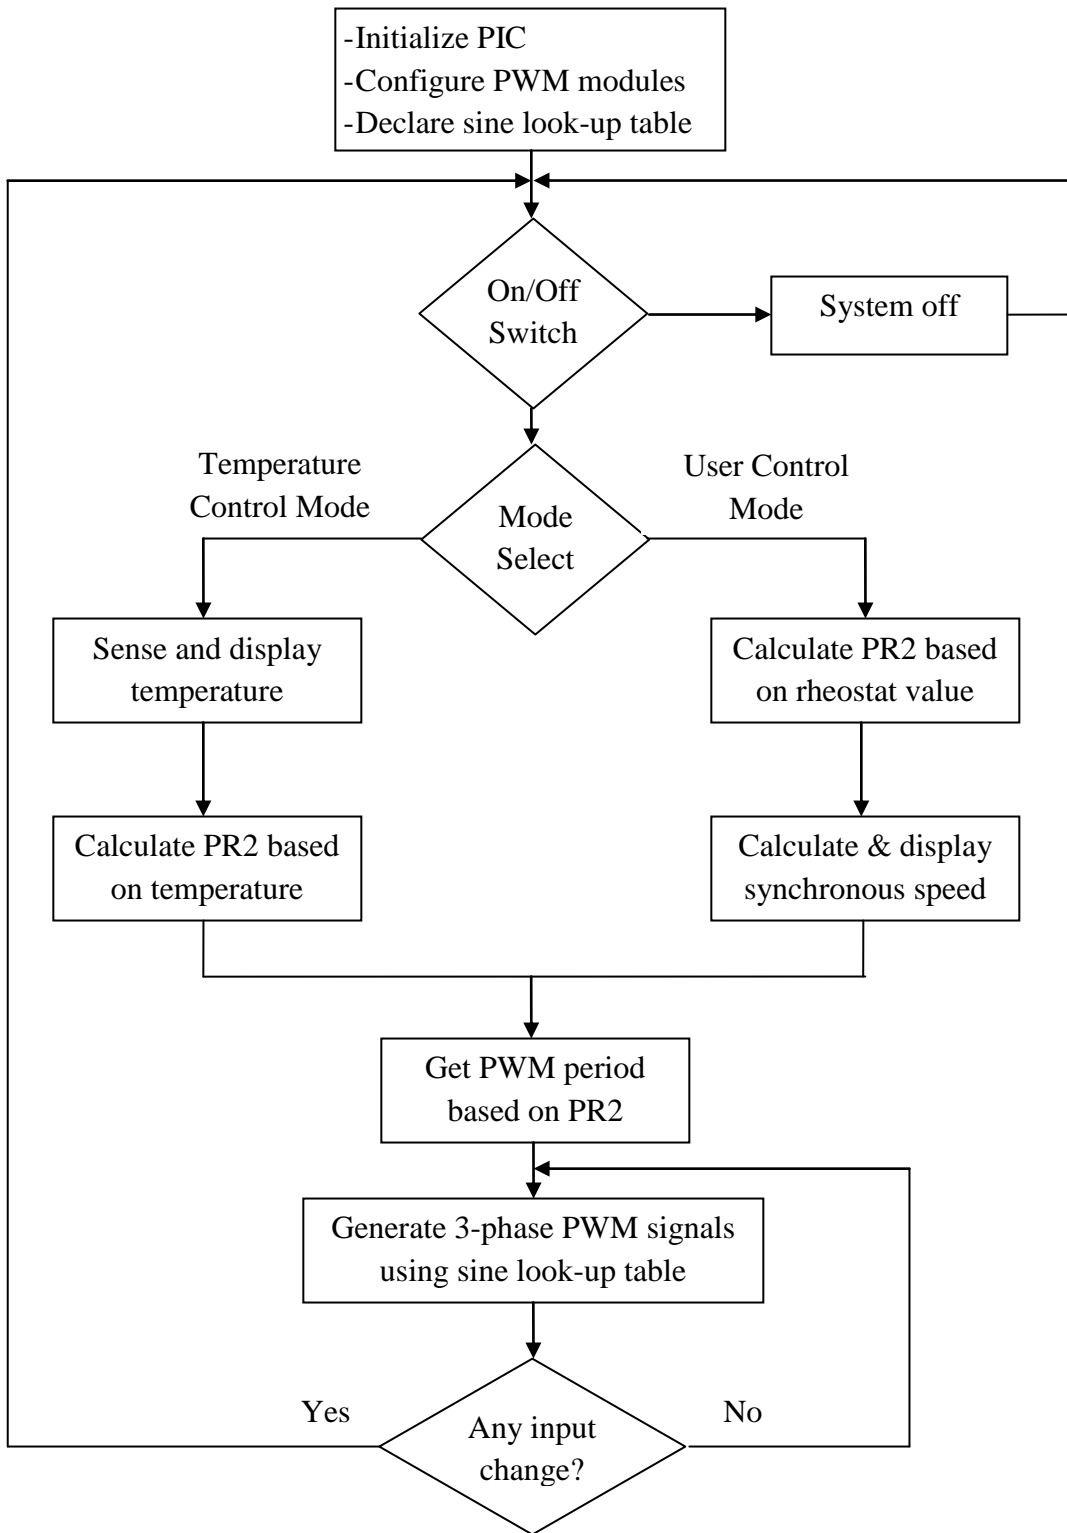 -Initialize PIC
-Configure PWM modules
-Declare sine look-up table
On/Off
Switch
System off
Temperature
Control Mode
User Control
Mode
Mode
Select
Sense and display
temperature
Calculate PR2 based
on rheostat value
Calculate PR2 based
on temperature
Calculate & display
synchronous speed
Get PWM period
based on PR2
Generate 3-phase PWM signals
using sine look-up table
Yes
No
Any input
change?